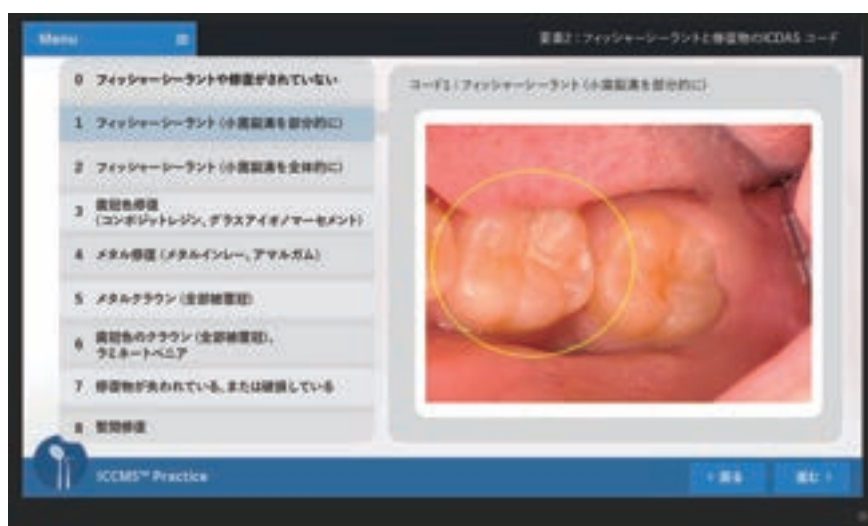 Menu
要素2：フィッシャーシーラントと修復物のICDAS コード
0 フィッシャーシーラントや修復がされていない
1 フィッシャーシーラント（小窩裂溝を部分的に）
2 フィッシャーシーラント（小窩裂溝を全体的に）
3 歯冠色修復
（コンポジットレジン、グラスアイオノマーセメント）
4 メタル修復（メタルインレー、アマルガム）
5 メタルクラウン（全部被覆冠）
6 歯冠色のクラウン（全部被覆冠）、
ラミネートベニア
7 修復物が失われている、または破損している
8 暫間修復
コード1：フィッシャーシーラント（小窩裂溝を部分的に）
ICCMS™ Practice
戻る
進む